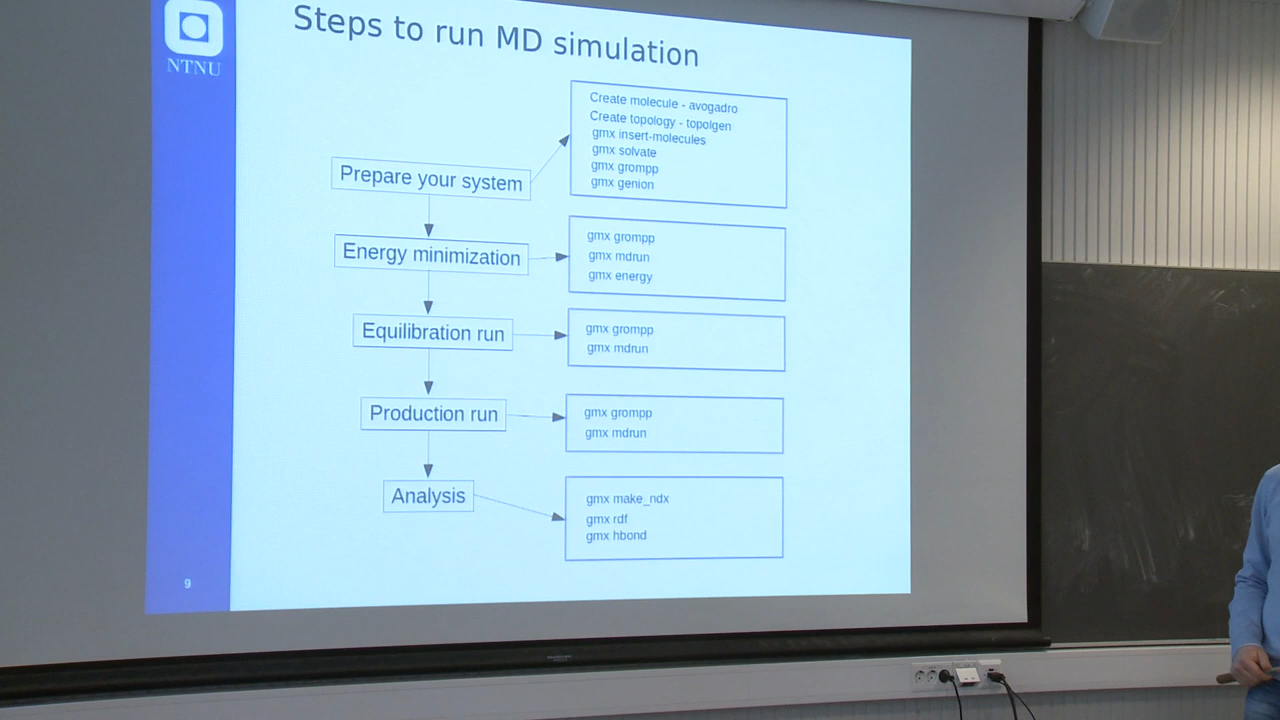 Steps to run MD simulation
NTNU
Create molecule - avogadro
Create topology - topolgen
gmx insert-molecules
gmx solvate
gmx grompp
gmx genion
Prepare your system
Energy minimization
gmx grompp
gmx mdrun
gmx energy
Equilibration run
gmx grompp
gmx mdrun
Production run
gmx grompp
gmx mdrun
Analysis
gmx make_ndx
gmx rdf
gmx hbond
9